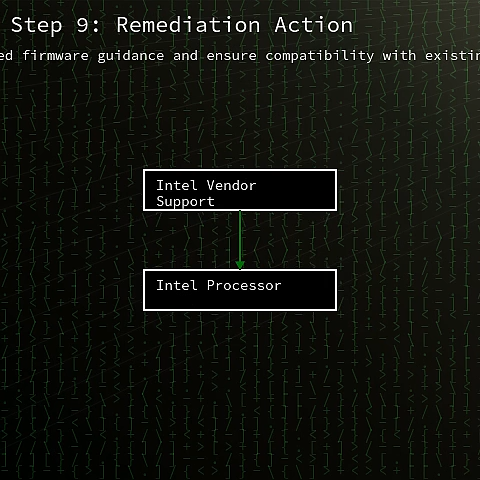 Step 9: Remediation Action
firmware guidance and ensure compatibility with
Intel Vendor
Support
Intel Processor